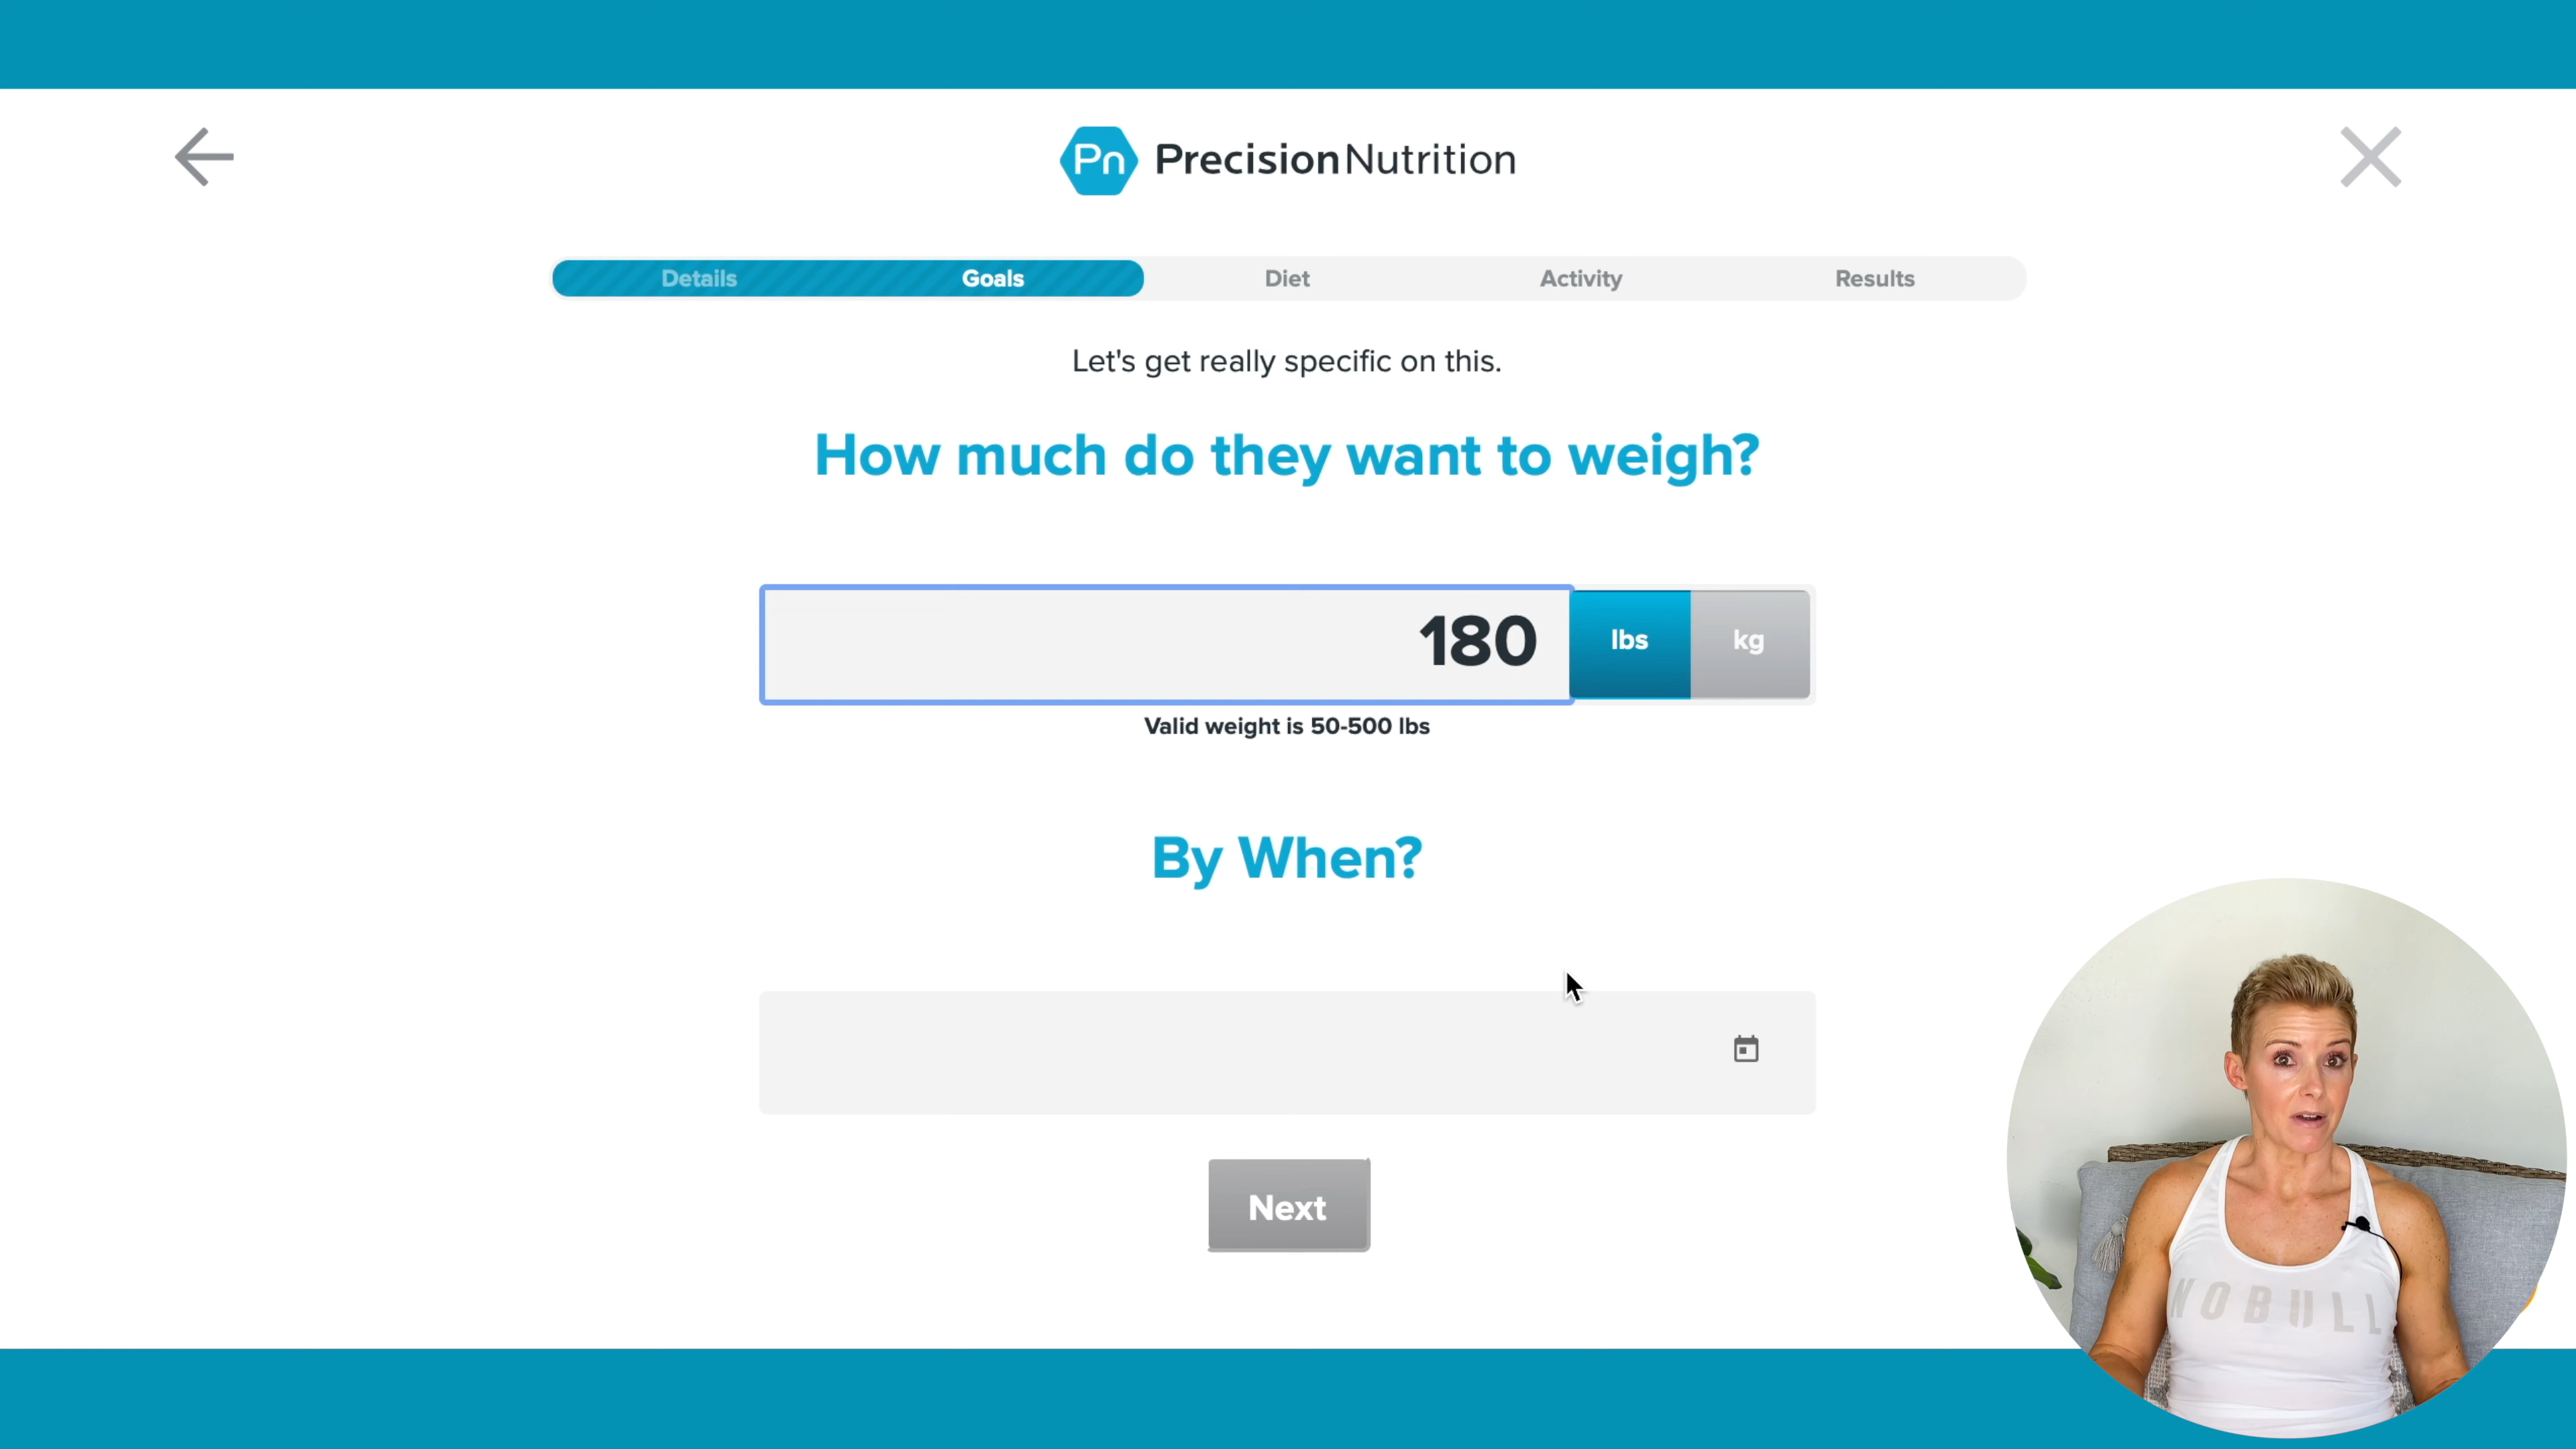 Pn PrecisionNutrition
Details Goals Diet Activity Results
Let's get really specific on this.
How much do they want to weigh?
180 lbs kg
Valid weight is 50-500 lbs
By When?
Next
NOBULL